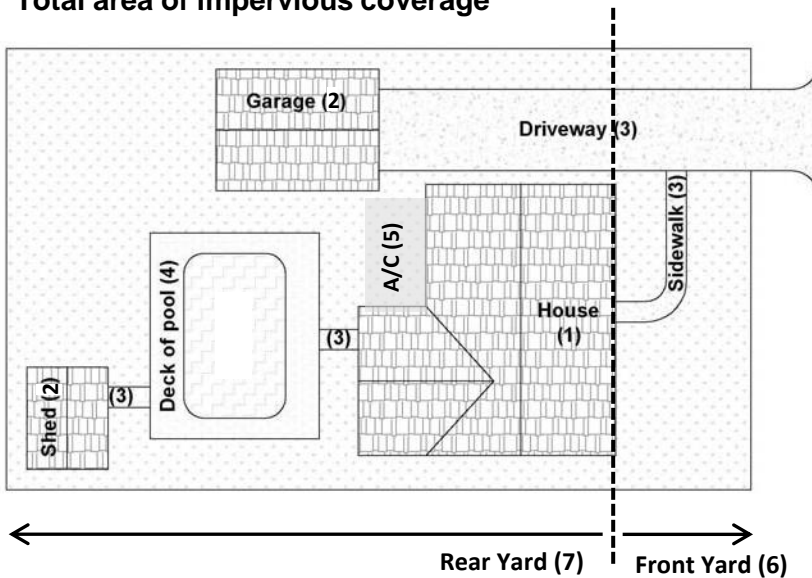 Total area of impervious coverage
Garage (2)
Driveway (3)
A/C (5)
Sidewalk (3)
Deck of pool (4)
House
(1)
(3)
Shed (2)
(3)
Rear Yard (7)
Front Yard (6)